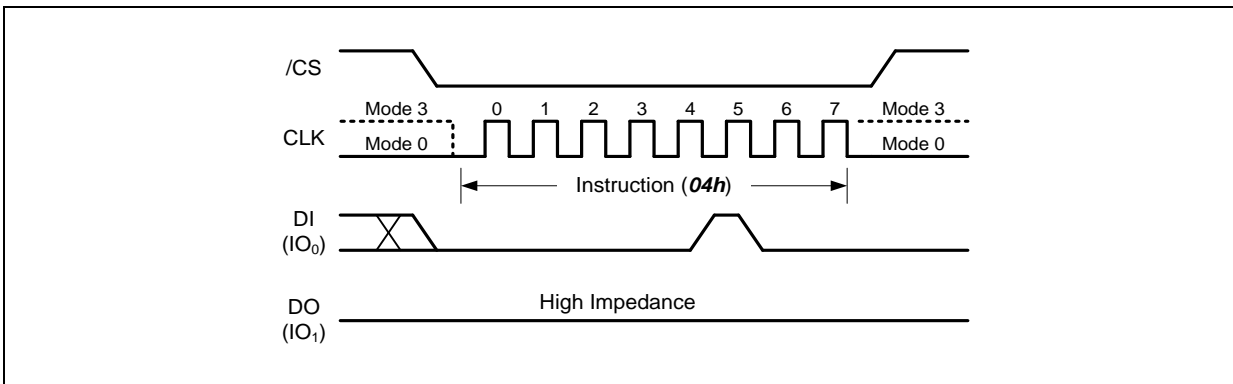 /CS
Mode 3 0 1 2 3 4 5 6 7 Mode 3
CLK
Mode 0 Mode 0
Instruction (04h)
DI
(IO₀)
High Impedance
DO
(IO₁)